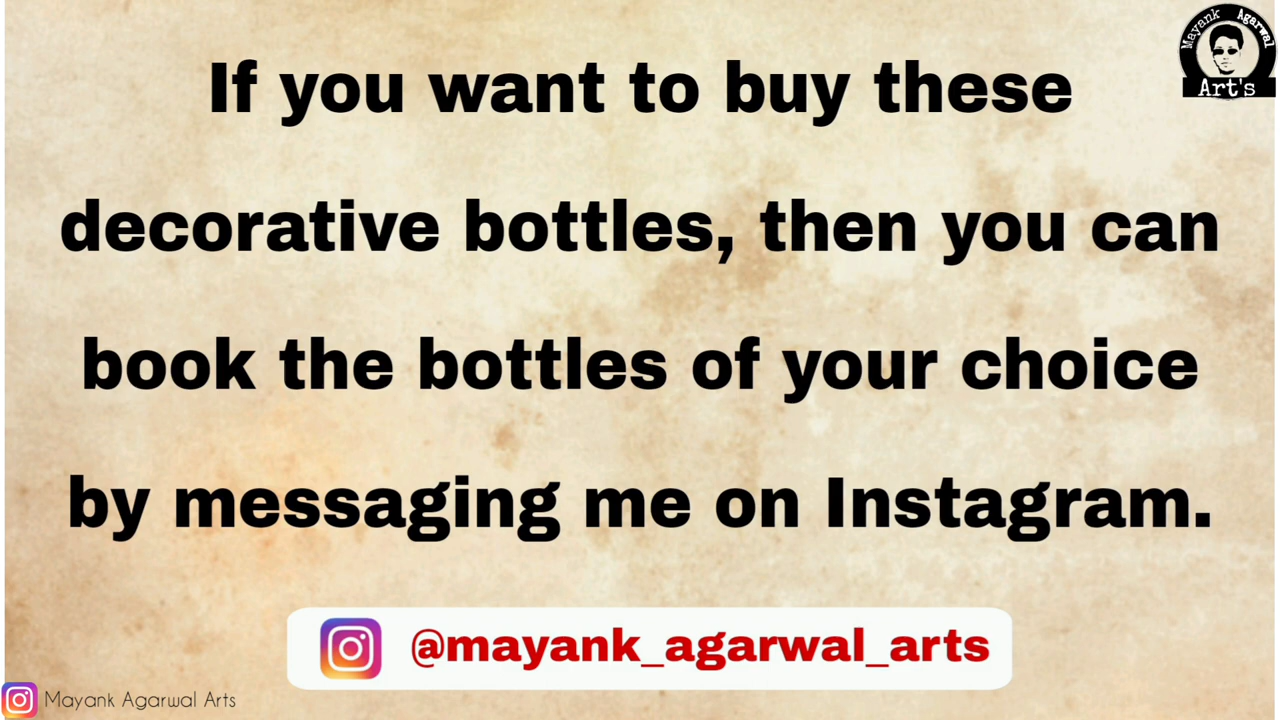 Mayank Agarwal
Art's
If you want to buy these
decorative bottles, then you can
book the bottles of your choice
by messaging me on Instagram.
@mayank_agarwal_arts
Mayank Agarwal Arts